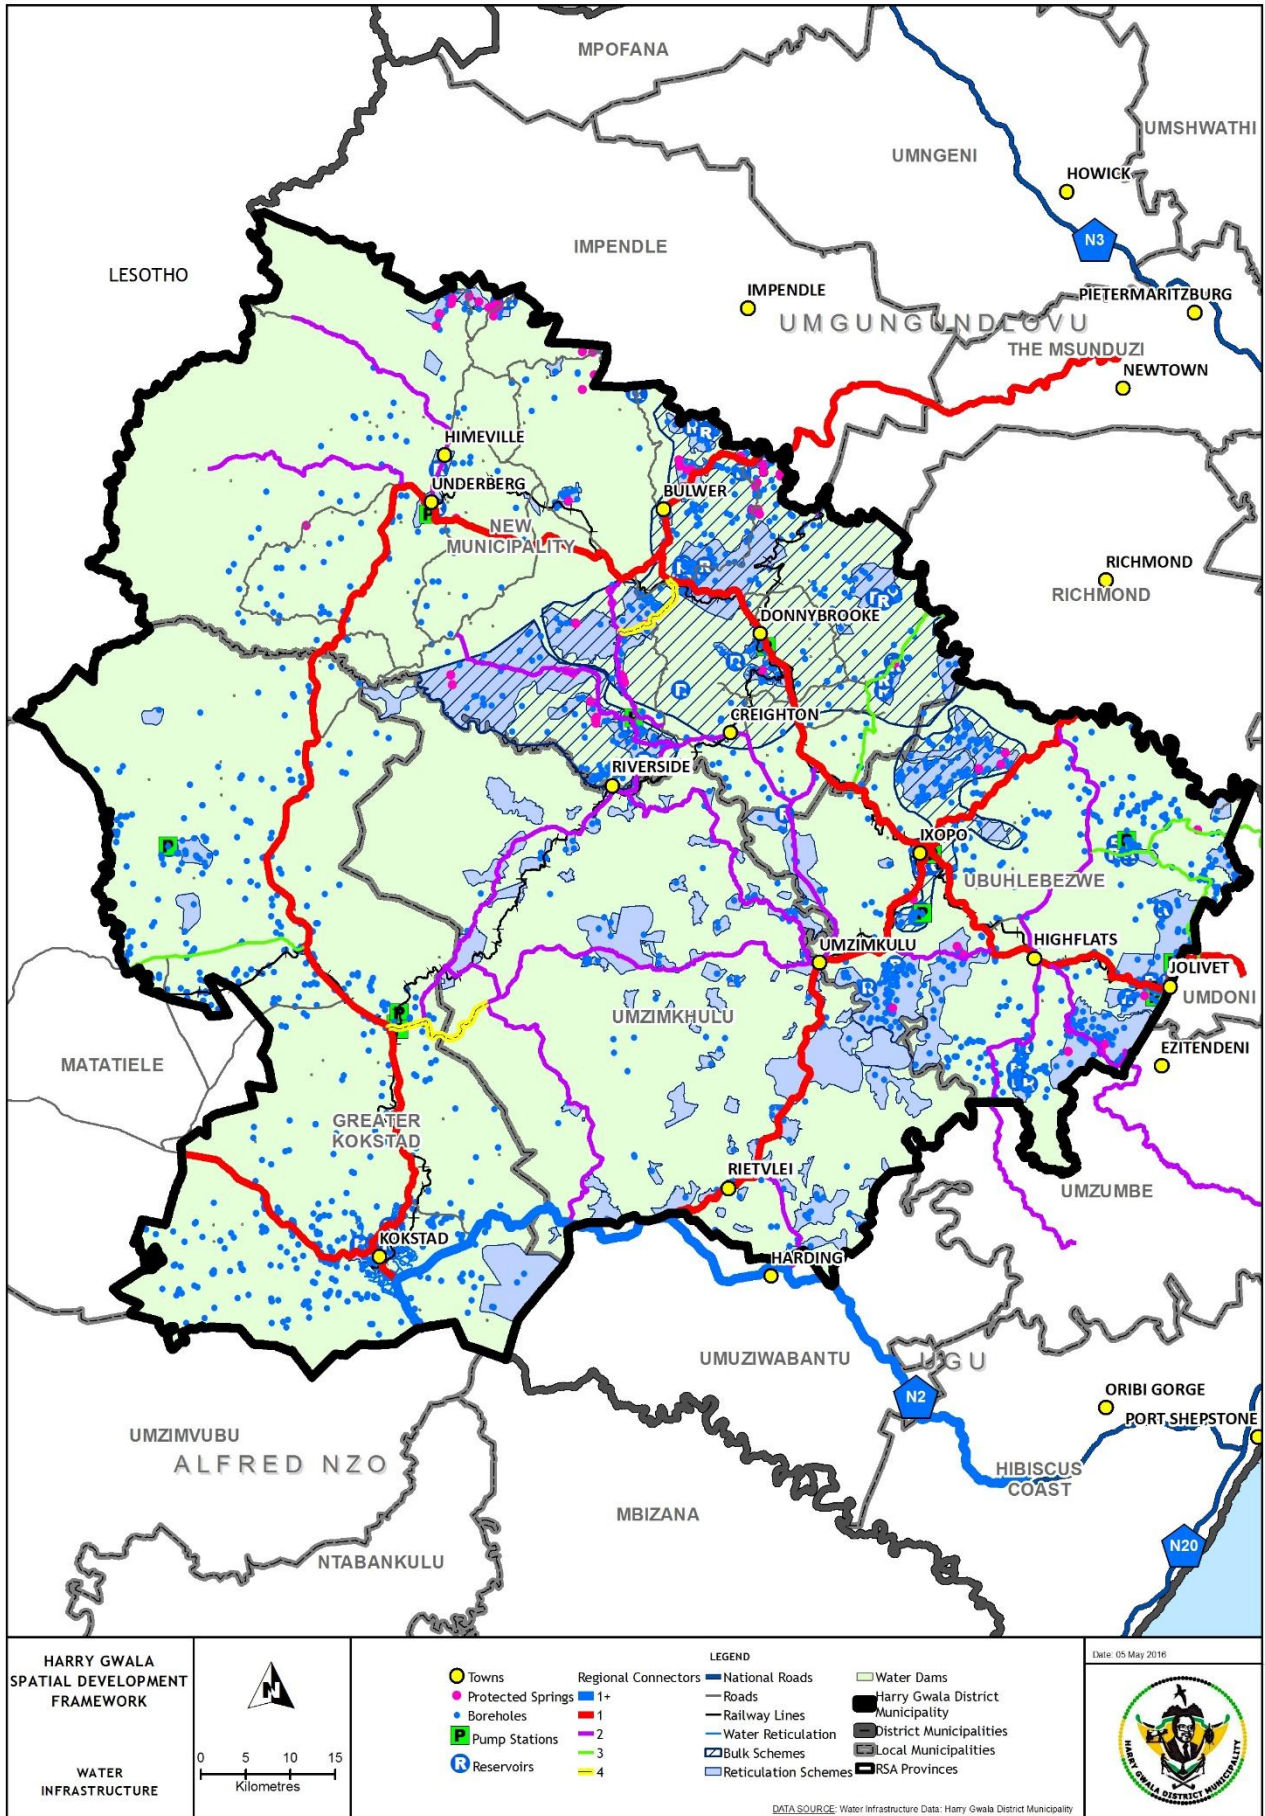 MPOFANA
UMSHWATHI
UMNGENI
HOWICK
N3
IMPENDLE
LESOTHO
IMPENDLE
PIETERMARITZBURG
UMGUNGUNDLOVU
THE MSUNDUZI
NEWTOWN
HIMEVILLE
UNDERBERG
BULWER
P
NEW
MUNICIPALITY
RICHMOND
RICHMOND
DONNYBROOKE
CREIGHTON
RIVERSIDE
IXOPO
P
P
UBUHLEBEZWE
P
UMZIMKULU
HIGHFLATS
JOLIVET
UMDONI
R
P
UMZIMKHULU
EZITENDENI
MATATIELE
GREATER
KOKSTAD
RIETVLEI
UMZUMBE
KOKSTAD
HARDING
UMUZIWABANTU
UGU
N2
ORIBI GORGE
PORT SHEPSTONE
UMZIMVUBU
ALFRED NZO
HIBISCUS
COAST
MBIZANA
N20
NTABANKULU
HARRY GWALA
SPATIAL DEVELOPMENT
FRAMEWORK
WATER
INFRASTRUCTURE
N
0 5 10 15
Kilometres
LEGEND
Towns
Protected Springs
Boreholes
P Pump Stations
R Reservoirs
Regional Connectors
1+
1
2
3
4
National Roads
Roads
Railway Lines
Water Reticulation
Bulk Schemes
Reticulation Schemes
Water Dams
Harry Gwala District
Municipality
District Municipalities
Local Municipalities
RSA Provinces
DATA SOURCE: Water Infrastructure Data: Harry Gwala District Municipality
Date: 05 May 2016
HARRY GWALA DISTRICT MUNICIPALITY